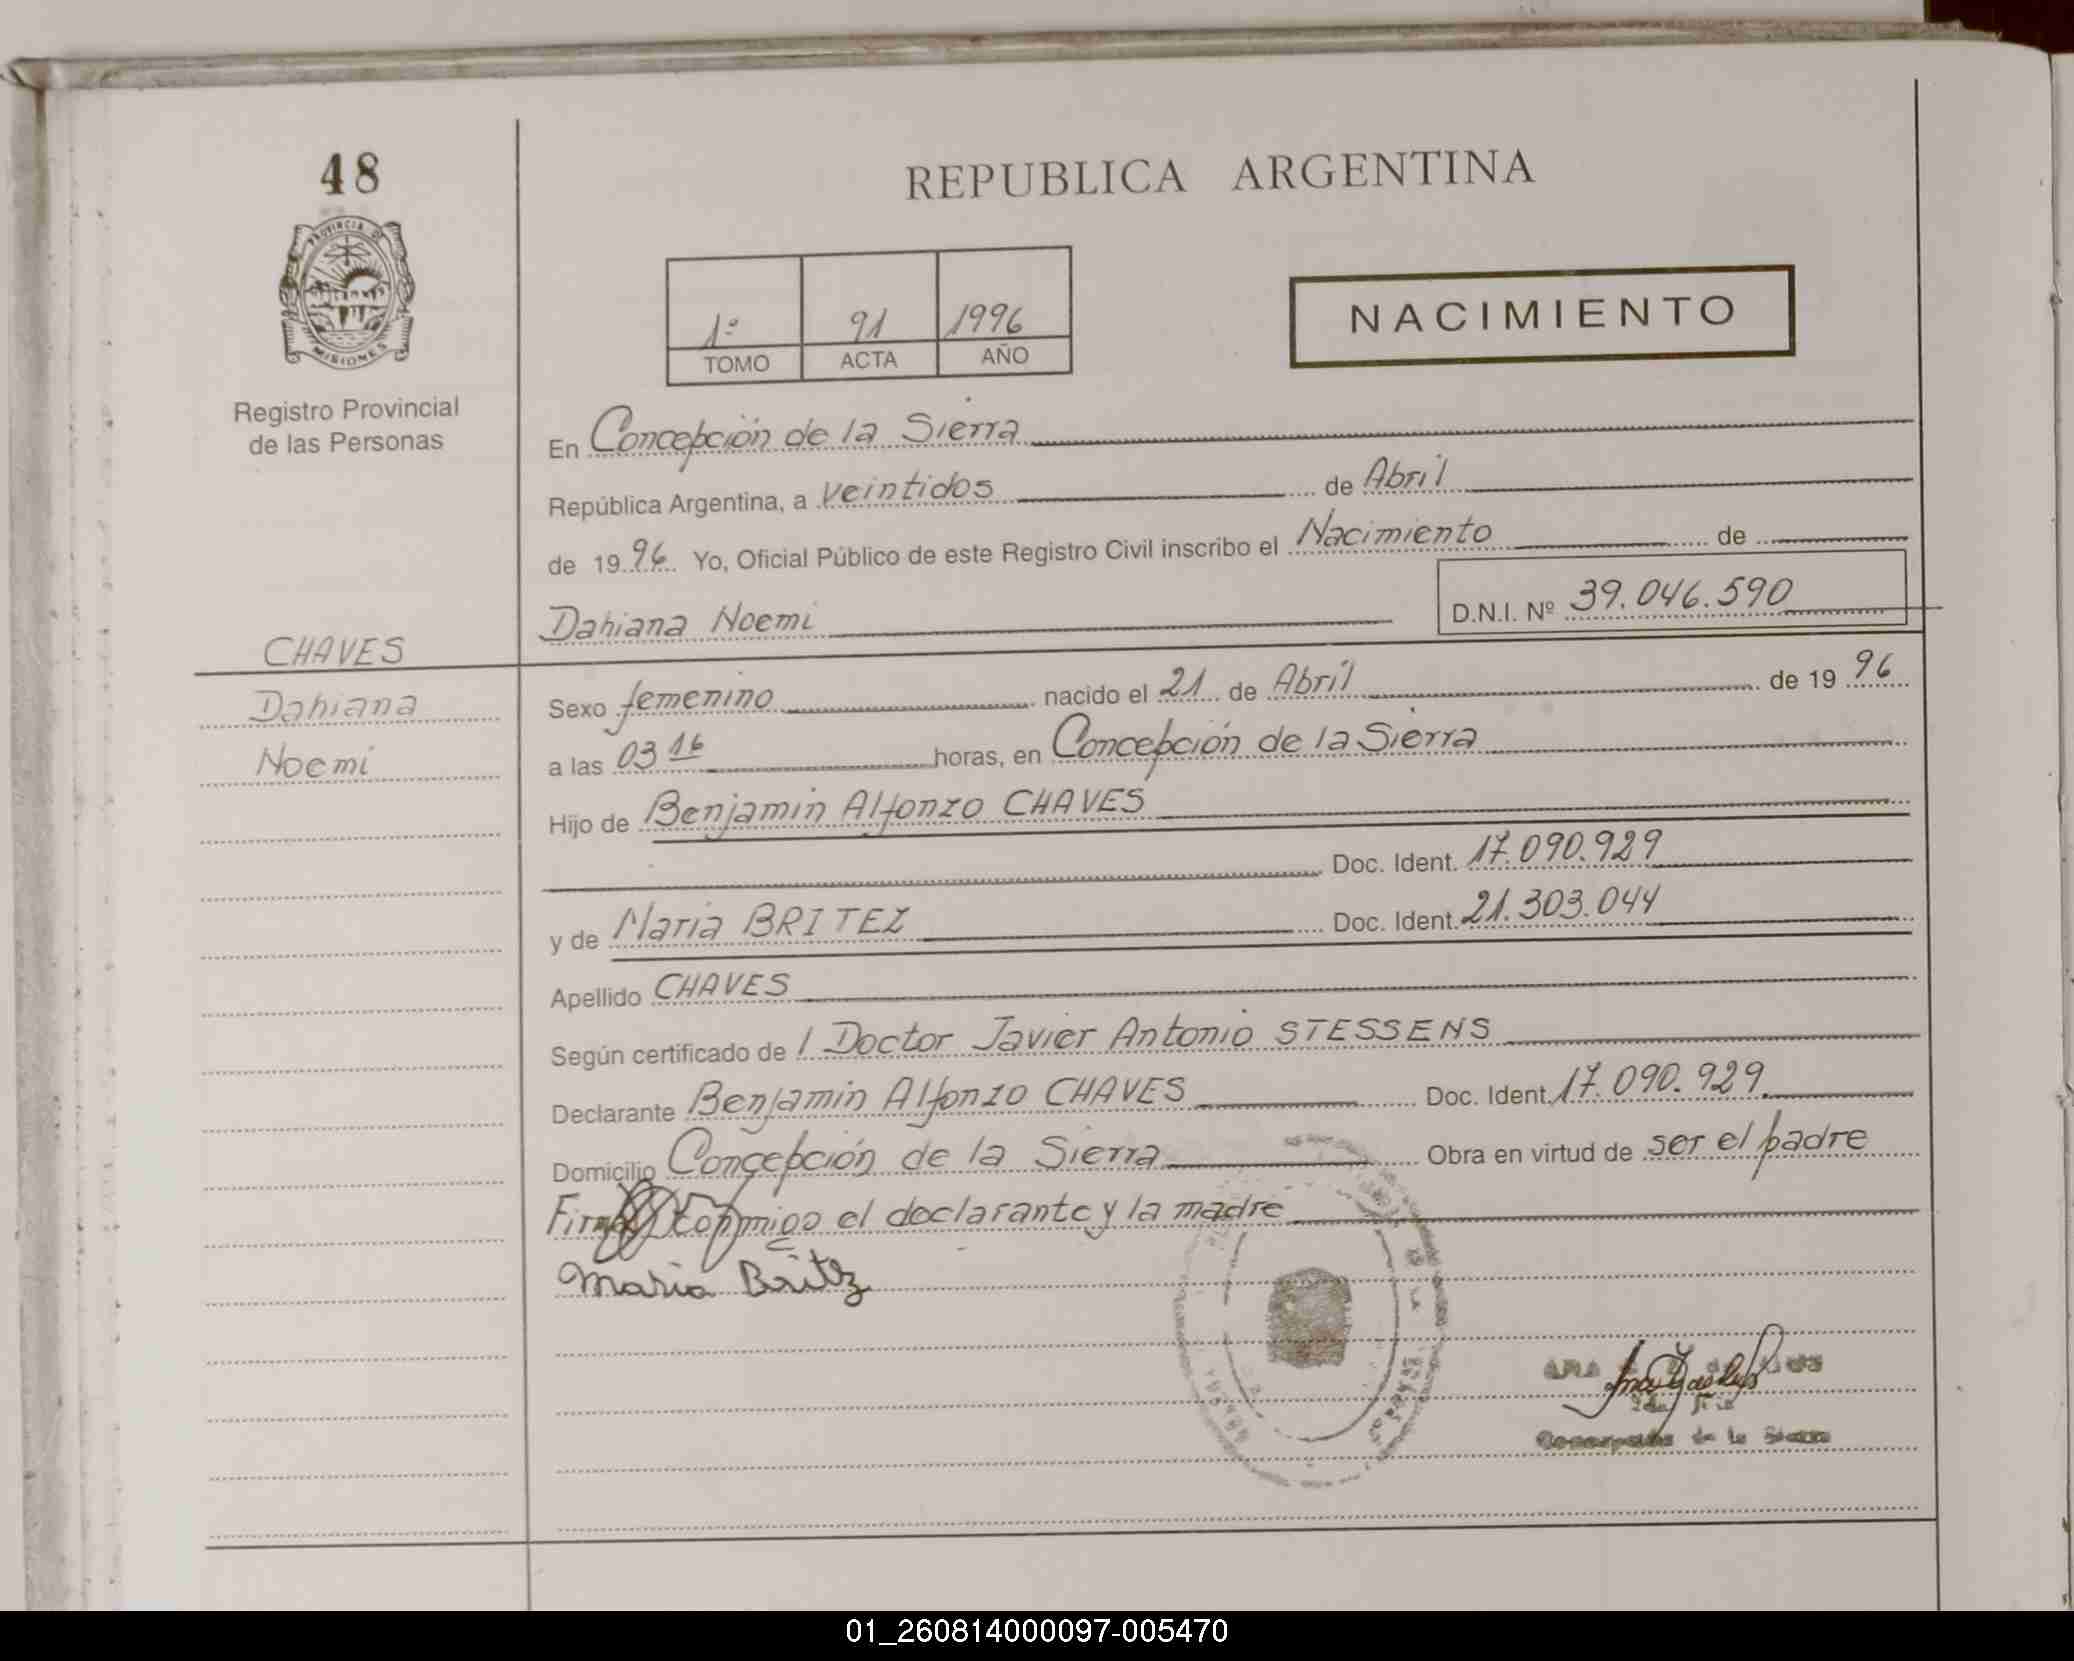 48
PROVINCIA DE
MISIONES
Registro Provincial
de las Personas
REPUBLICA ARGENTINA
1º 91 1996
TOMO ACTA AÑO
NACIMIENTO
En Concepción de la Sierra
República Argentina, a veintidos de Abril
de 1996 Yo, Oficial Público de este Registro Civil inscribo el Nacimiento de
Dahiana Noemi D.N.I. Nº 39.046.590
CHAVES
Dahiana
Noemi
Sexo femenino nacido el 21 de Abril de 1996
a las 03 16 horas, en Concepción de la Sierra
Hijo de Benjamin Alfonzo CHAVES
Doc. Ident. 17.090.929
y de Maria BRITEZ Doc. Ident. 21.303.044
Apellido CHAVES
Según certificado de l Doctor Javier Antonio STESSENS
Declarante Benjamin Alfonzo CHAVES Doc. Ident. 17.090.929
Domicilio Concepción de la Sierra Obra en virtud de ser el padre
Firma conmigo el declarante y la madre
Maria Britez
Concepción de la Sierra
01_260814000097-005470